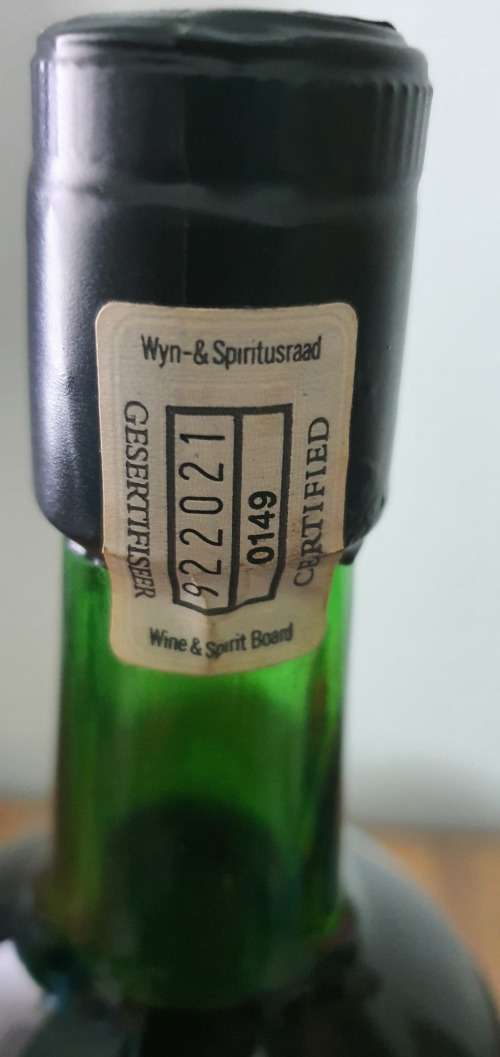 Wyn-& Spiritusraad
GESERTIFISEER
922021
0149
CERTIFIED
Wine & Spirit Board